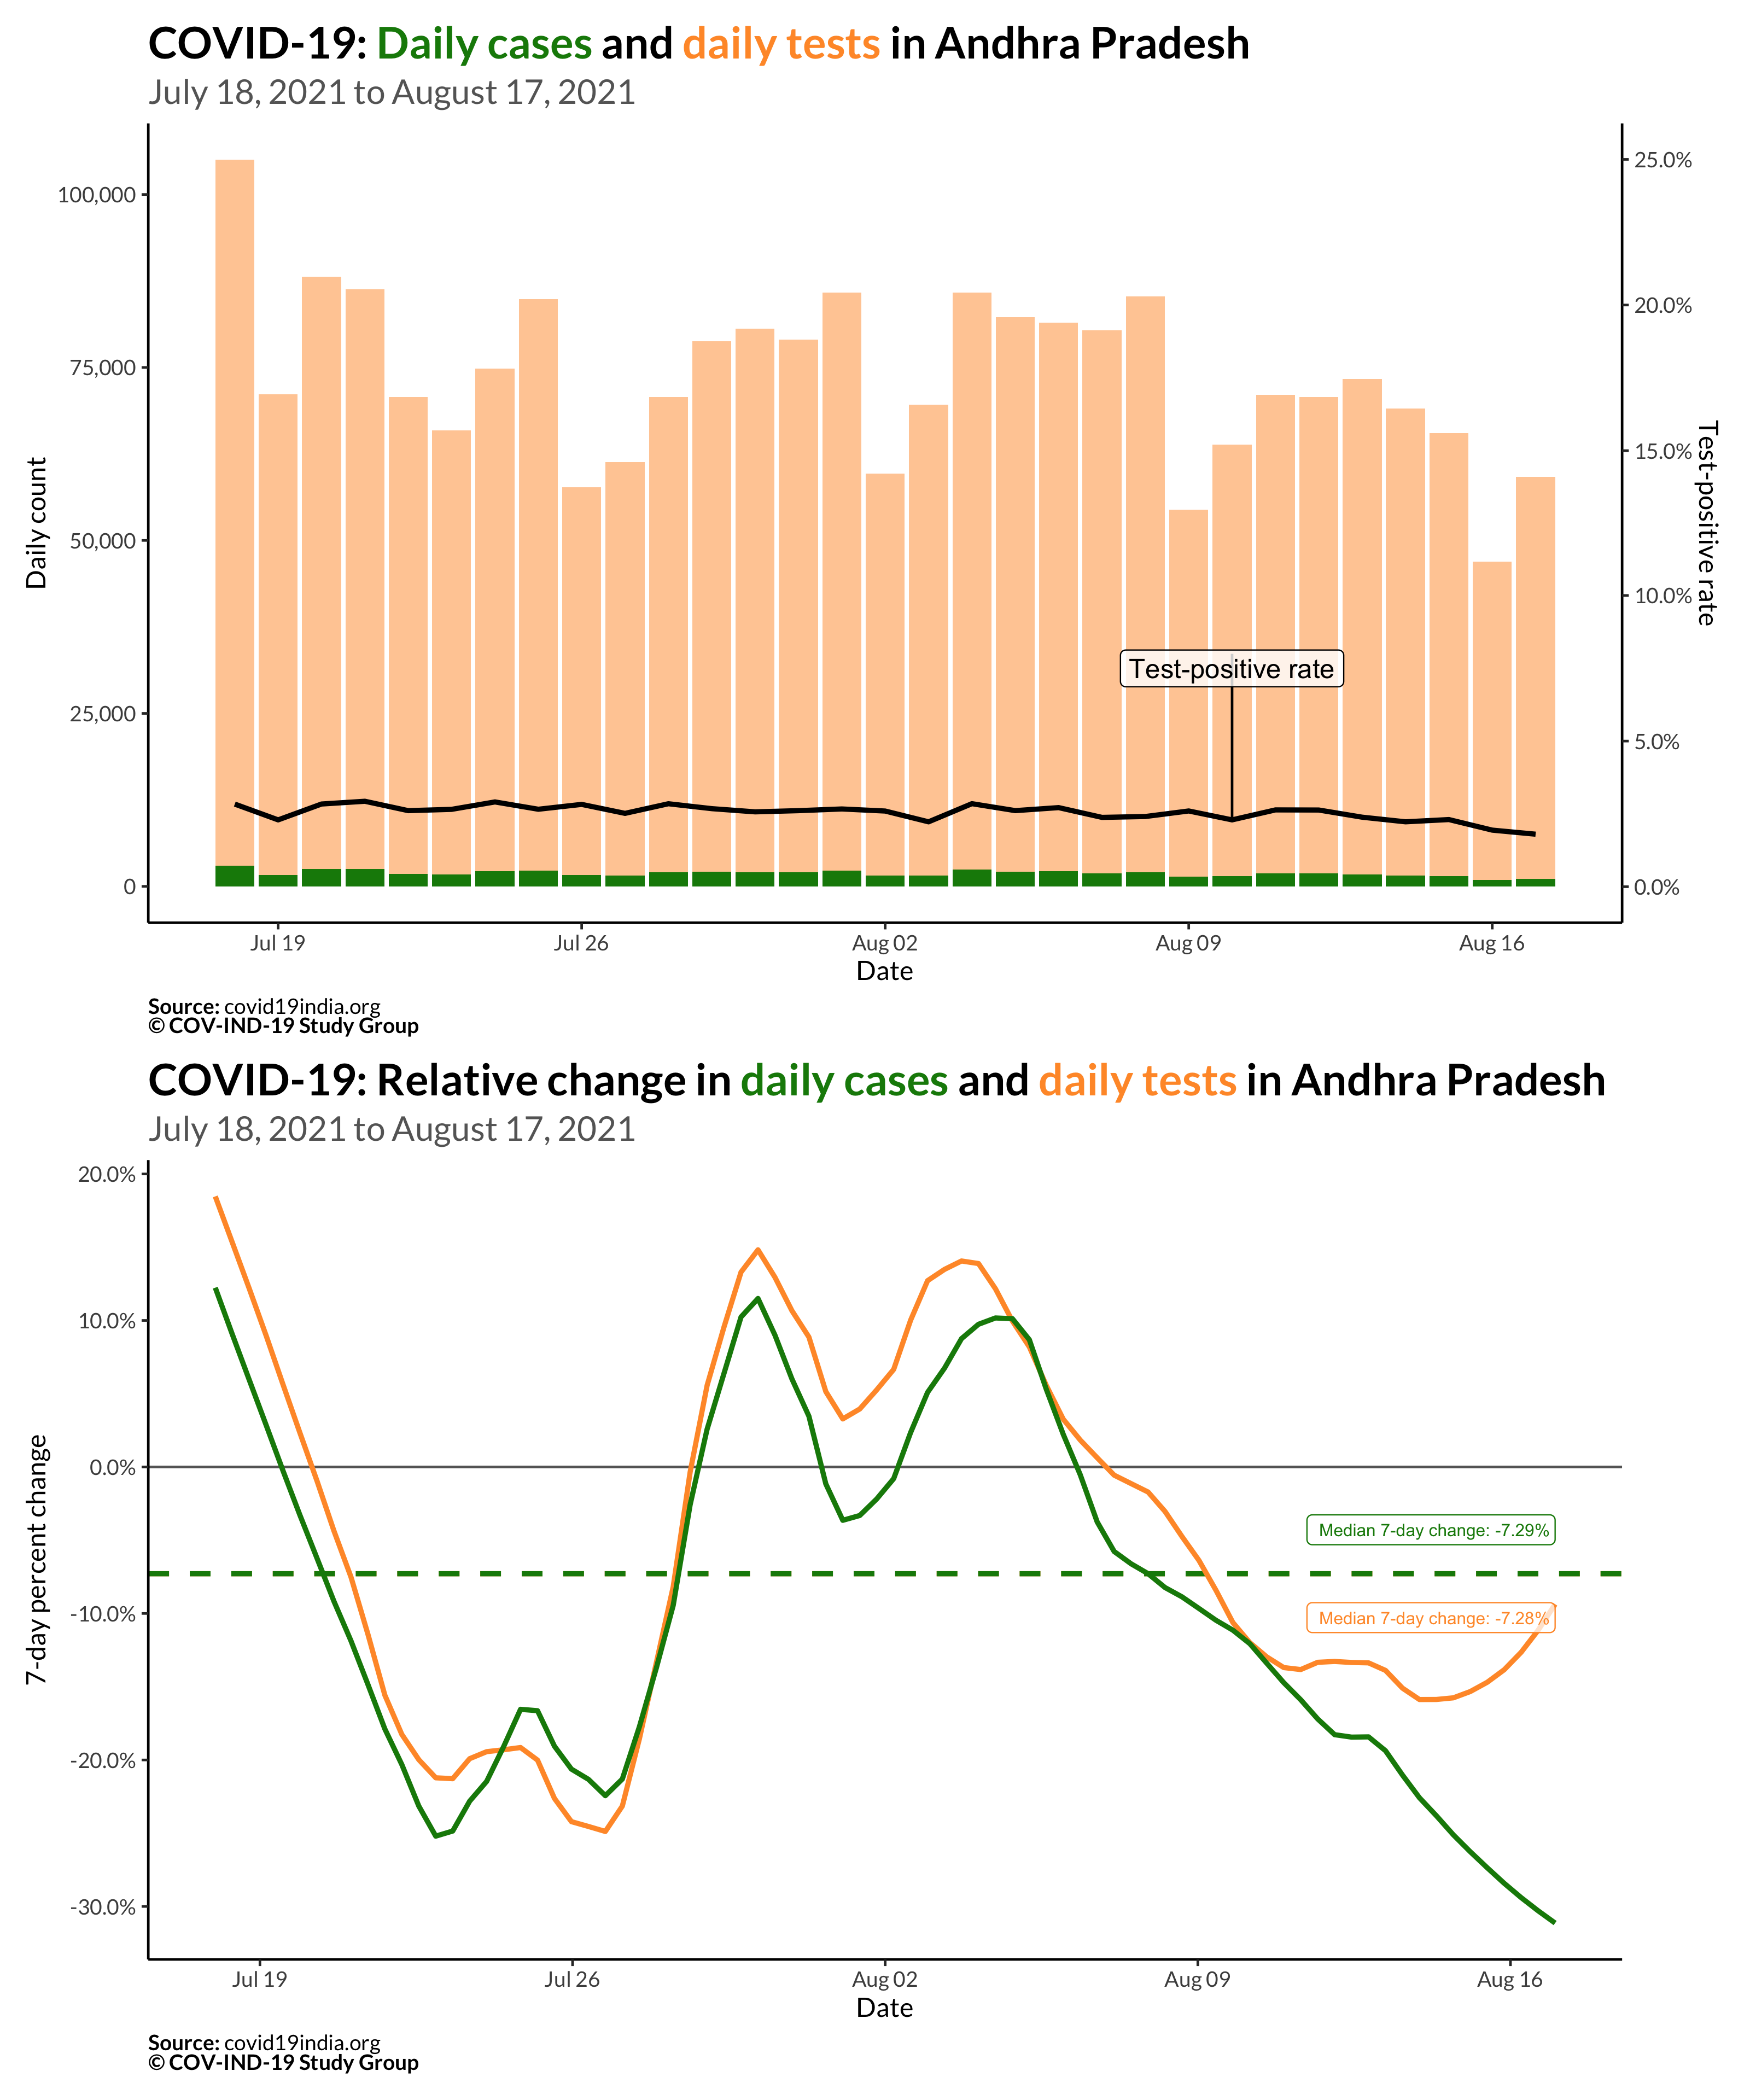 COVID-19: Daily cases and daily tests in Andhra Pradesh
July 18, 2021 to August 17, 2021
100,000
75,000
50,000
25,000
0
Daily count
25.0%
20.0%
15.0%
10.0%
5.0%
0.0%
Test-positive rate
Test-positive rate
Jul 19
Jul 26
Aug 02
Aug 09
Aug 16
Date
Source: covid19india.org
© COV-IND-19 Study Group
COVID-19: Relative change in daily cases and daily tests in Andhra Pradesh
July 18, 2021 to August 17, 2021
20.0%
10.0%
0.0%
-10.0%
-20.0%
-30.0%
7-day percent change
Median 7-day change: -7.29%
Median 7-day change: -7.28%
Jul 19
Jul 26
Aug 02
Aug 09
Aug 16
Date
Source: covid19india.org
© COV-IND-19 Study Group